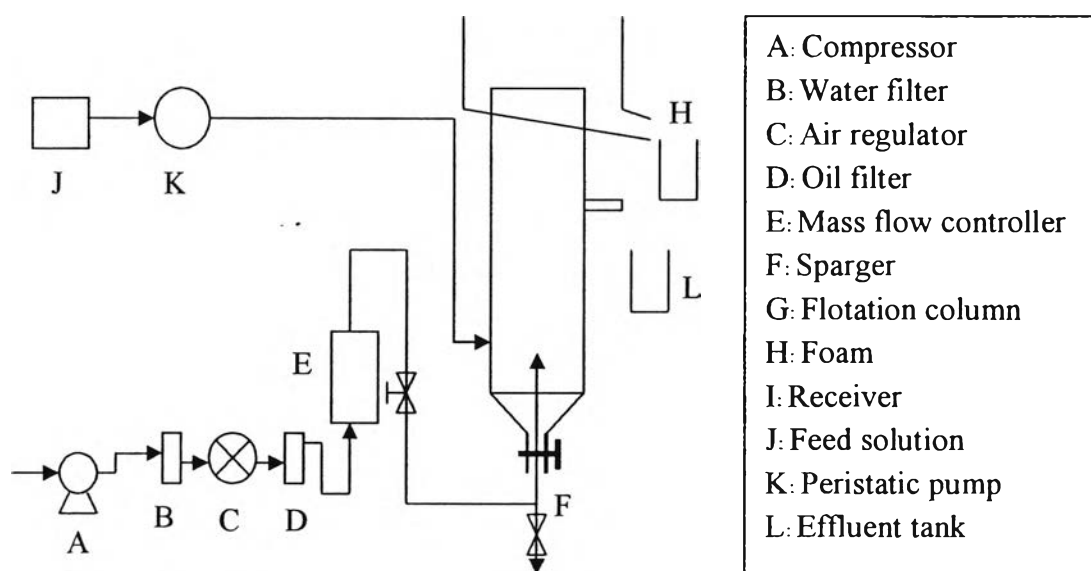 H
J
K
L
E
F
A
B
C
D
A: Compressor
B: Water filter
C: Air regulator
D: Oil filter
E: Mass flow controller
F: Sparger
G: Flotation column
H: Foam
I: Receiver
J: Feed solution
K: Peristatic pump
L: Effluent tank